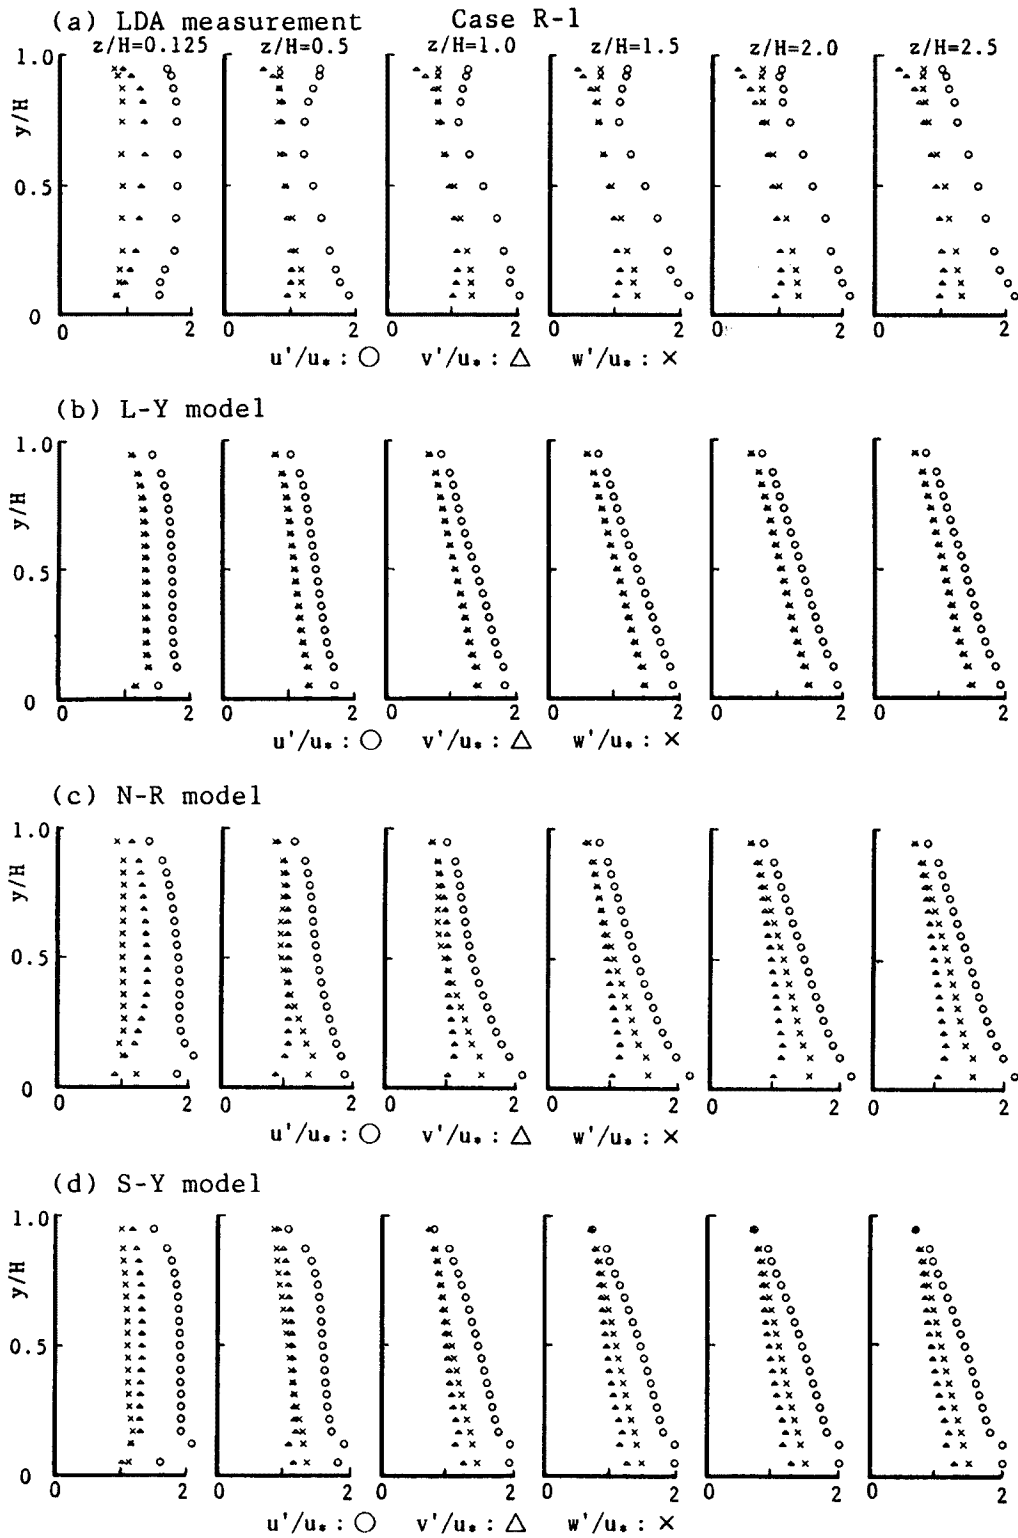 (a) LDA measurement Case R-1
z/H=0.125 z/H=0.5 z/H=1.0 z/H=1.5 z/H=2.0 z/H=2.5
1.0
y/H
0.5
0
0 2 0 2 0 2 0 2 0 2 0 2
u'/u* : ○ v'/u* : △ w'/u* : ×
(b) L-Y model
1.0
y/H
0.5
0
0 2 0 2 0 2 0 2 0 2 0 2
u'/u* : ○ v'/u* : △ w'/u* : ×
(c) N-R model
1.0
y/H
0.5
0
0 2 0 2 0 2 0 2 0 2 0 2
u'/u* : ○ v'/u* : △ w'/u* : ×
(d) S-Y model
1.0
y/H
0.5
0
0 2 0 2 0 2 0 2 0 2 0 2
u'/u* : ○ v'/u* : △ w'/u* : ×